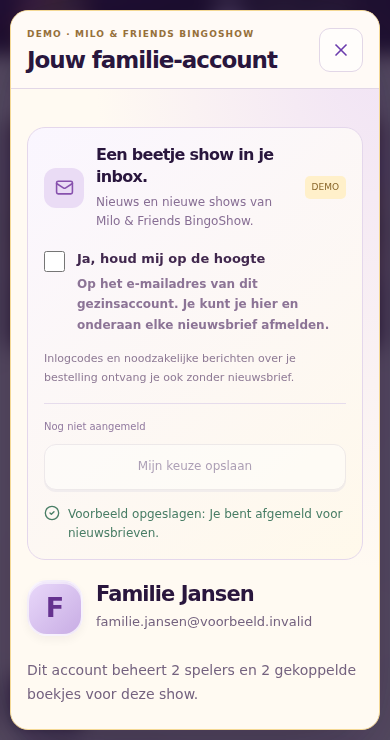 DEMO · MILO & FRIENDS BINGOSHOW
Jouw familie-account
Een beetje show in je
inbox.
Nieuws en nieuwe shows van
Milo & Friends BingoShow.
DEMO
Ja, houd mij op de hoogte
Op het e-mailadres van dit
gezinsaccount. Je kunt je hier en
onderaan elke nieuwsbrief afmelden.
Inlogcodes en noodzakelijke berichten over je
bestelling ontvang je ook zonder nieuwsbrief.
Nog niet aangemeld
Mijn keuze opslaan
Voorbeeld opgeslagen: Je bent afgemeld voor
nieuwsbrieven.
F
Familie Jansen
familie.jansen@voorbeeld.invalid
Dit account beheert 2 spelers en 2 gekoppelde
boekjes voor deze show.